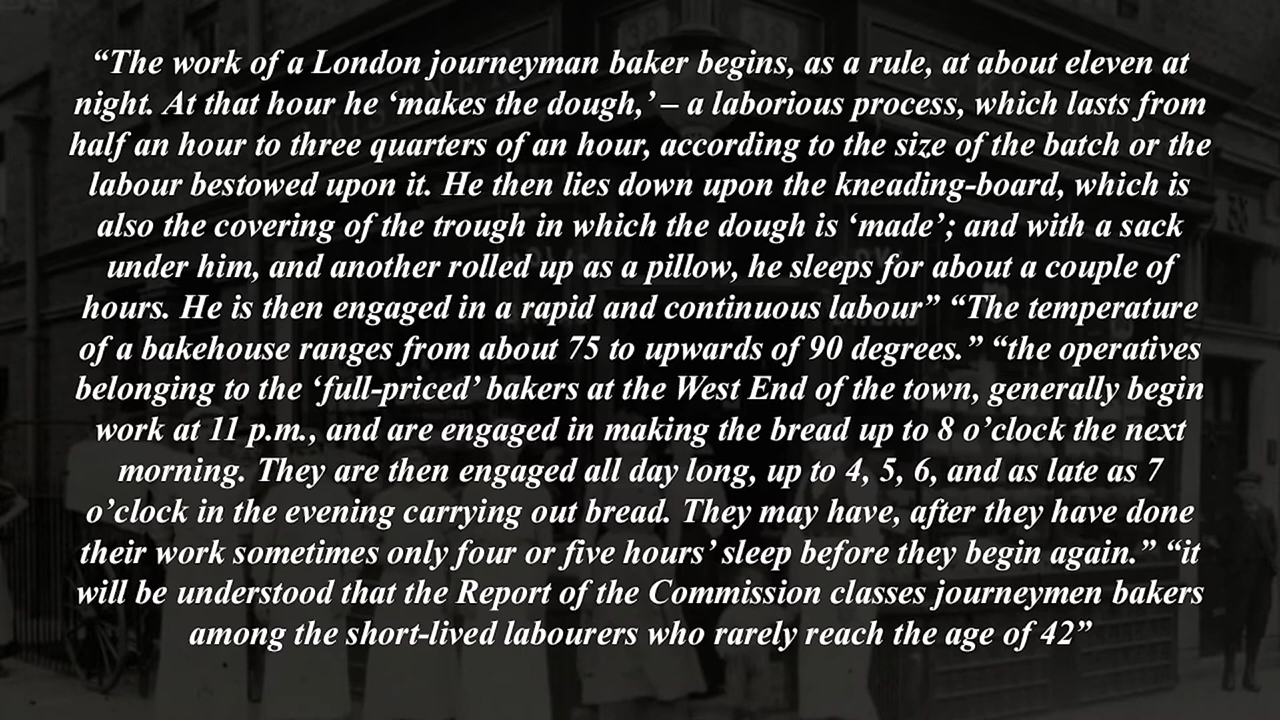 “The work of a London journeyman baker begins, as a rule, at about eleven at
night. At that hour he ‘makes the dough,’ – a laborious process, which lasts from
half an hour to three quarters of an hour, according to the size of the batch or the
labour bestowed upon it. He then lies down upon the kneading-board, which is
also the covering of the trough in which the dough is ‘made’; and with a sack
under him, and another rolled up as a pillow, he sleeps for about a couple of
hours. He is then engaged in a rapid and continuous labour” “The temperature
of a bakehouse ranges from about 75 to upwards of 90 degrees.” “the operatives
belonging to the ‘full-priced’ bakers at the West End of the town, generally begin
work at 11 p.m., and are engaged in making the bread up to 8 o’clock the next
morning. They are then engaged all day long, up to 4, 5, 6, and as late as 7
o’clock in the evening carrying out bread. They may have, after they have done
their work sometimes only four or five hours’ sleep before they begin again.” “it
will be understood that the Report of the Commission classes journeymen bakers
among the short-lived labourers who rarely reach the age of 42”